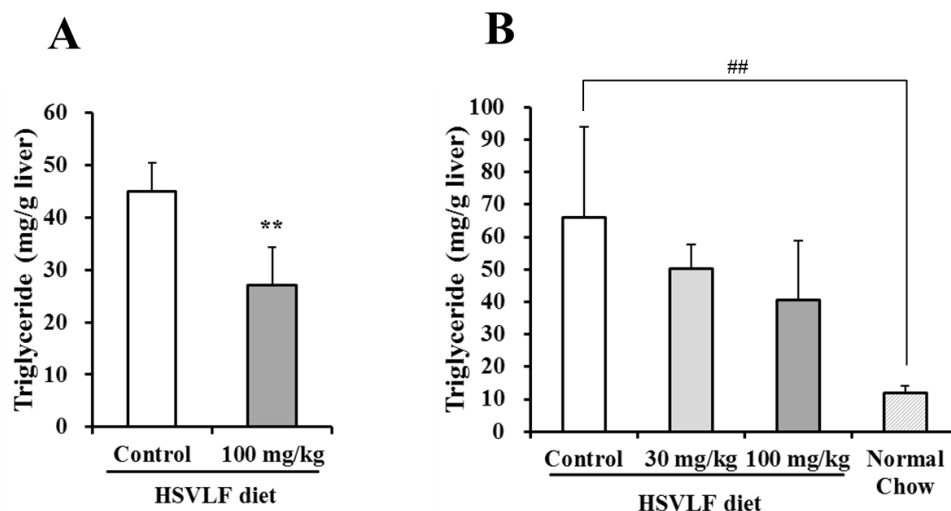 A
Triglyceride (mg/g liver)
60
50
40
30
20
10
0
**
Control 100 mg/kg
HSVLF diet
B
##
Triglyceride (mg/g liver)
100
90
80
70
60
50
40
30
20
10
0
Control 30 mg/kg 100 mg/kg Normal
Chow
HSVLF diet